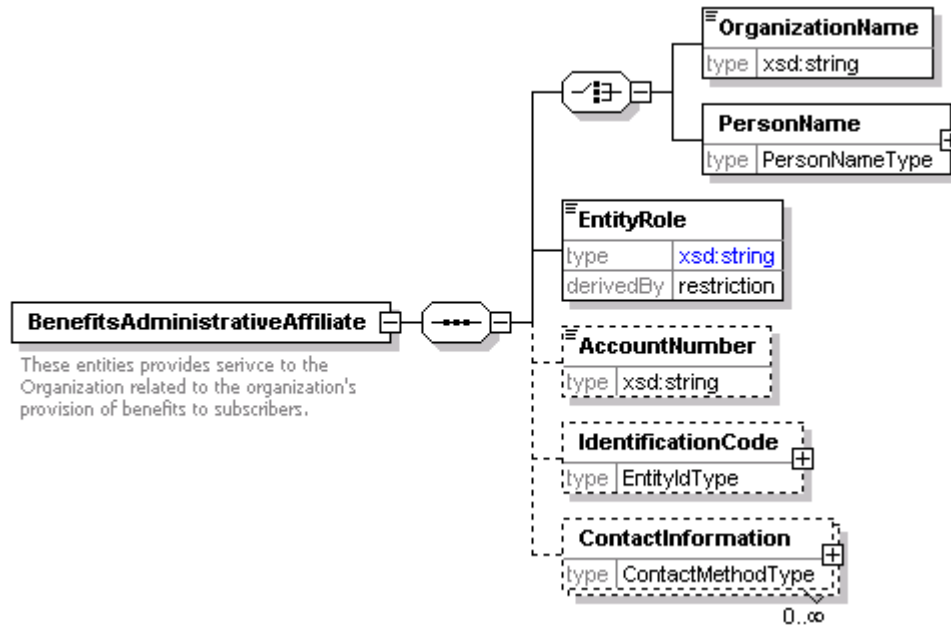 OrganizationName
type xsd:string
PersonName
type PersonNameType
EntityRole
type xsd:string
derivedBy restriction
BenefitsAdministrativeAffiliate
These entities provides serivce to the
Organization related to the organization's
provision of benefits to subscribers.
AccountNumber
type xsd:string
IdentificationCode
type EntityIdType
ContactInformation
type ContactMethodType
0..∞